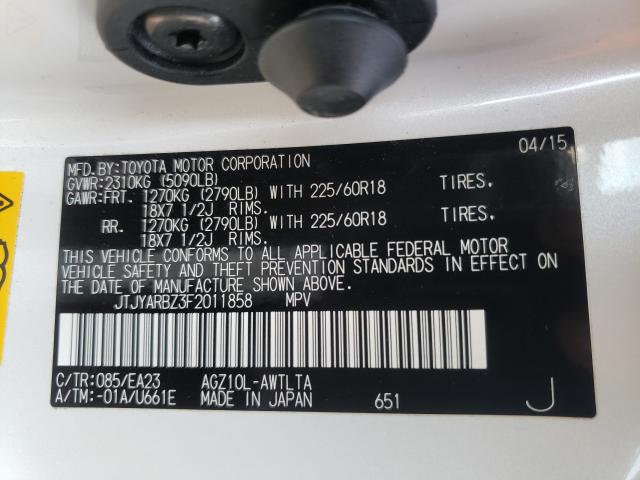 MFD.BY:TOYOTA MOTOR CORPORATION 04/15
GVWR:2310KG (5090LB)
GAWR:FRT. 1270KG (2790LB) WITH 225/60R18 TIRES.
18X7 1/2J RIMS.
RR. 1270KG (2790LB) WITH 225/60R18 TIRES.
18X7 1/2J RIMS.
THIS VEHICLE CONFORMS TO ALL APPLICABLE FEDERAL MOTOR
VEHICLE SAFETY AND THEFT PREVENTION STANDARDS IN EFFECT ON
THE DATE OF MANUFACTURE SHOWN ABOVE.
JTJYARBZ3F2011858 MPV
C/TR:085/EA23 AGZ10L-AWTLTA
A/TM:-01A/U661E MADE IN JAPAN 651 J